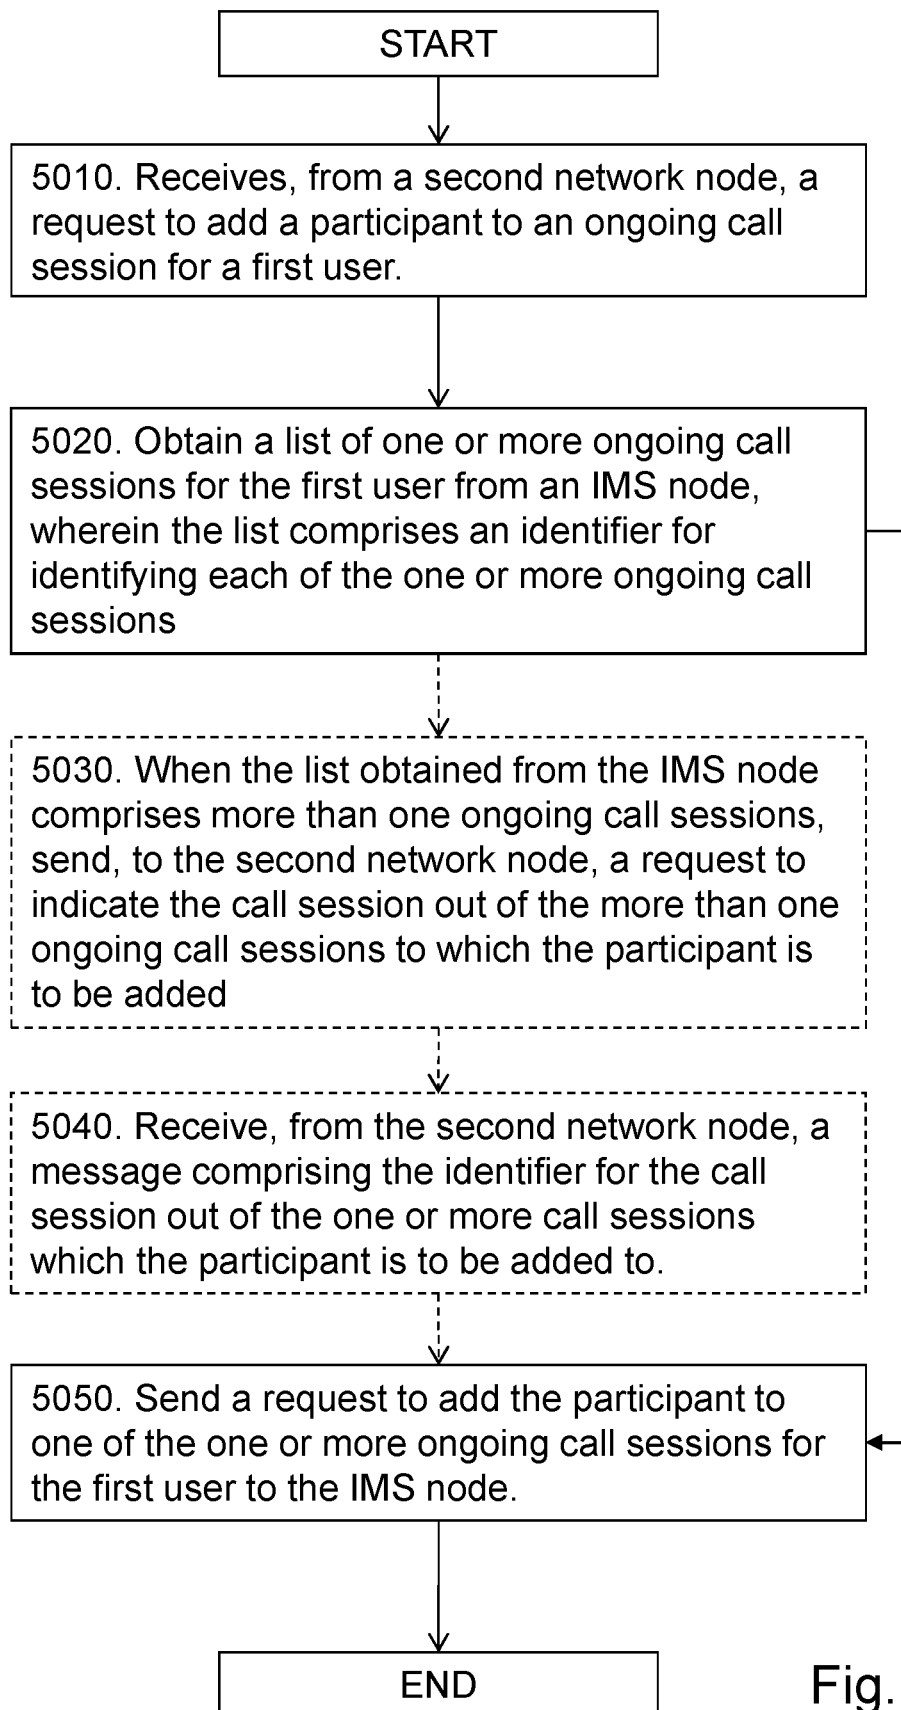 START
5010. Receives, from a second network node, a
request to add a participant to an ongoing call
session for a first user.
5020. Obtain a list of one or more ongoing call
sessions for the first user from an IMS node,
wherein the list comprises an identifier for
identifying each of the one or more ongoing call
sessions
5030. When the list obtained from the IMS node
comprises more than one ongoing call sessions,
send, to the second network node, a request to
indicate the call session out of the more than one
ongoing call sessions to which the participant is
to be added
5040. Receive, from the second network node, a
message comprising the identifier for the call
session out of the one or more call sessions
which the participant is to be added to.
5050. Send a request to add the participant to
one of the one or more ongoing call sessions for
the first user to the IMS node.
END
Fig.